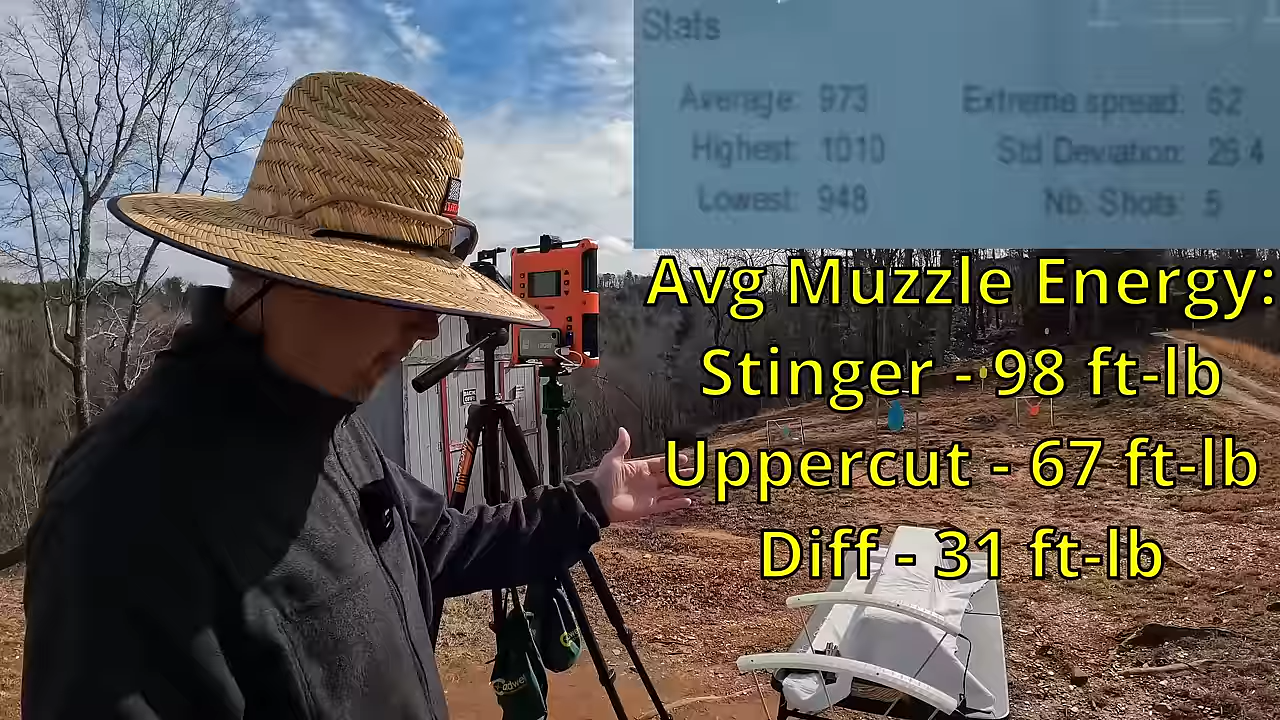 Stats
Average: 973
Extreme spread: 62
Highest: 1010
Std Deviation: 26.4
Lowest: 948
Nb. Shots: 5
Avg Muzzle Energy:
Stinger - 98 ft-lb
Uppercut - 67 ft-lb
Diff - 31 ft-lb